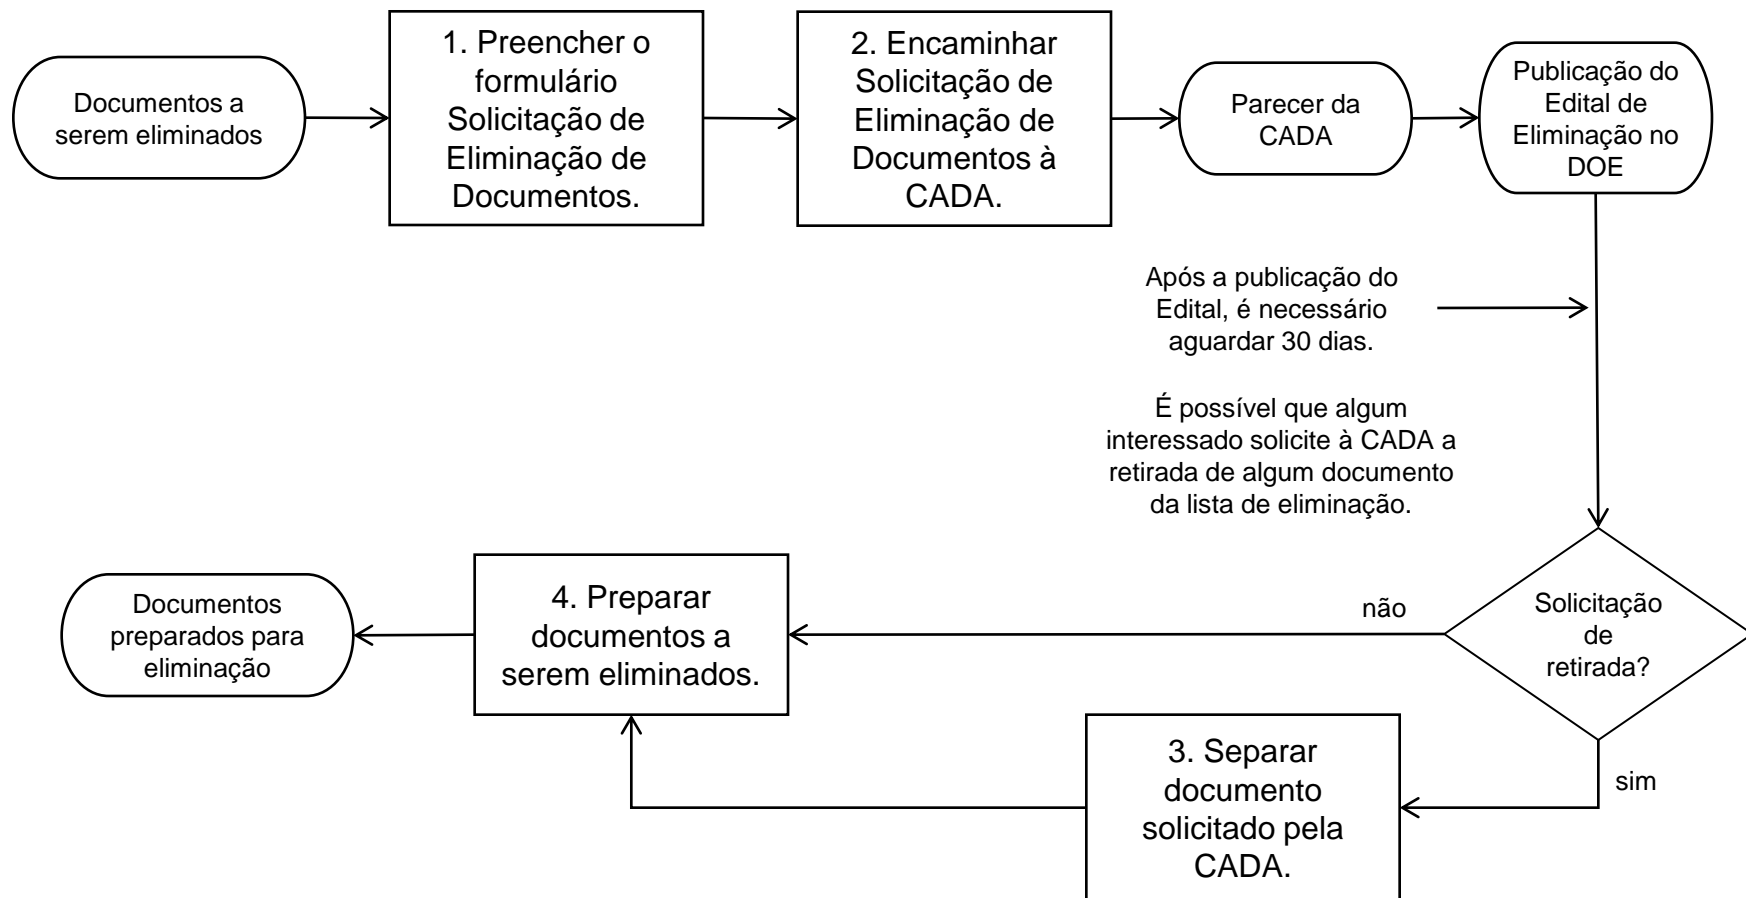 Documentos a
serem eliminados
1. Preencher o
formulário
Solicitação de
Eliminação de
Documentos.
2. Encaminhar
Solicitação de
Eliminação de
Documentos à
CADA.
Parecer da
CADA
Publicação do
Edital de
Eliminação no
DOE
Após a publicação do
Edital, é necessário
aguardar 30 dias.
É possível que algum
interessado solicite à CADA a
retirada de algum documento
da lista de eliminação.
Solicitação
de
retirada?
não
sim
3. Separar
documento
solicitado pela
CADA.
4. Preparar
documentos a
serem eliminados.
Documentos
preparados para
eliminação